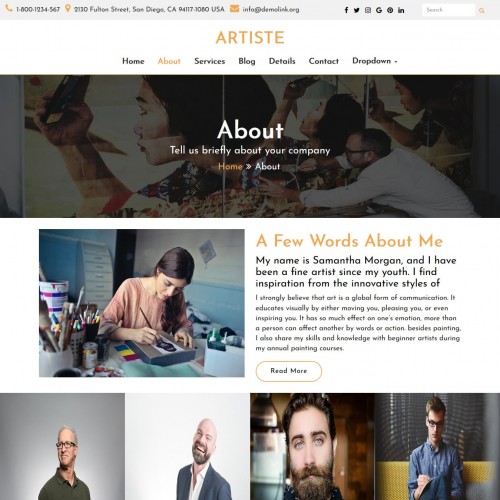 1-800-1234-567 2130 Fulton Street, San Diego, CA 94117-1080 USA info@demolink.org Search
ARTISTE
Home About Services Blog Details Contact Dropdown
About
Tell us briefly about your company
Home » About
A Few Words About Me
My name is Samantha Morgan, and I have
been a fine artist since my youth. I find
inspiration from the innovative styles of
I strongly believe that art is a global form of communication. It
educates visually by either moving you, pleasing you, or even
inspiring you. It has so much effect on one's emotion, more than
a person can affect another by words or action. besides painting,
I also share my skills and knowledge with beginner artists during
my annual painting courses.
Read More